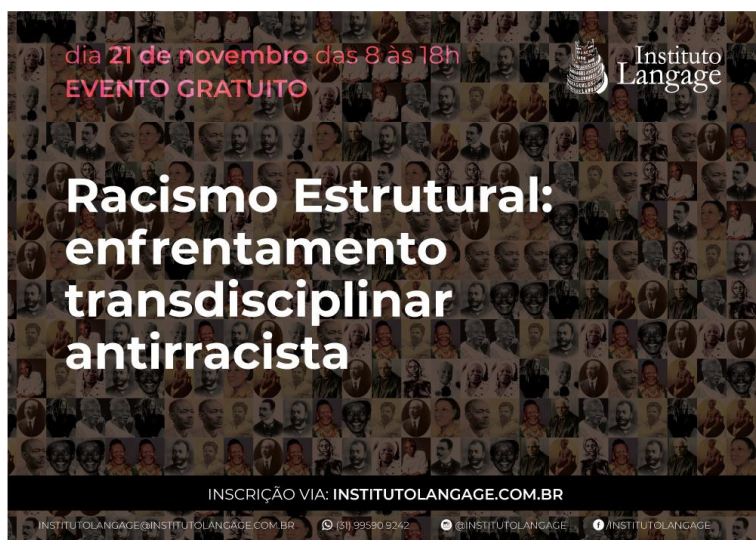 dia 21 de novembro das 8 às 18h
EVENTO GRATUITO
Instituto
Langage
Racismo Estrutural:
enfrentamento
transdisciplinar
antirracista
INSCRIÇÃO VIA: INSTITUTOLANGAGE.COM.BR
INSTITUTOLANGAGE@INSTITUTOLANGAGE.COM.BR (31) 99590.9242 @INSTITUTOLANGAGE /INSTITUTOLANGAGE